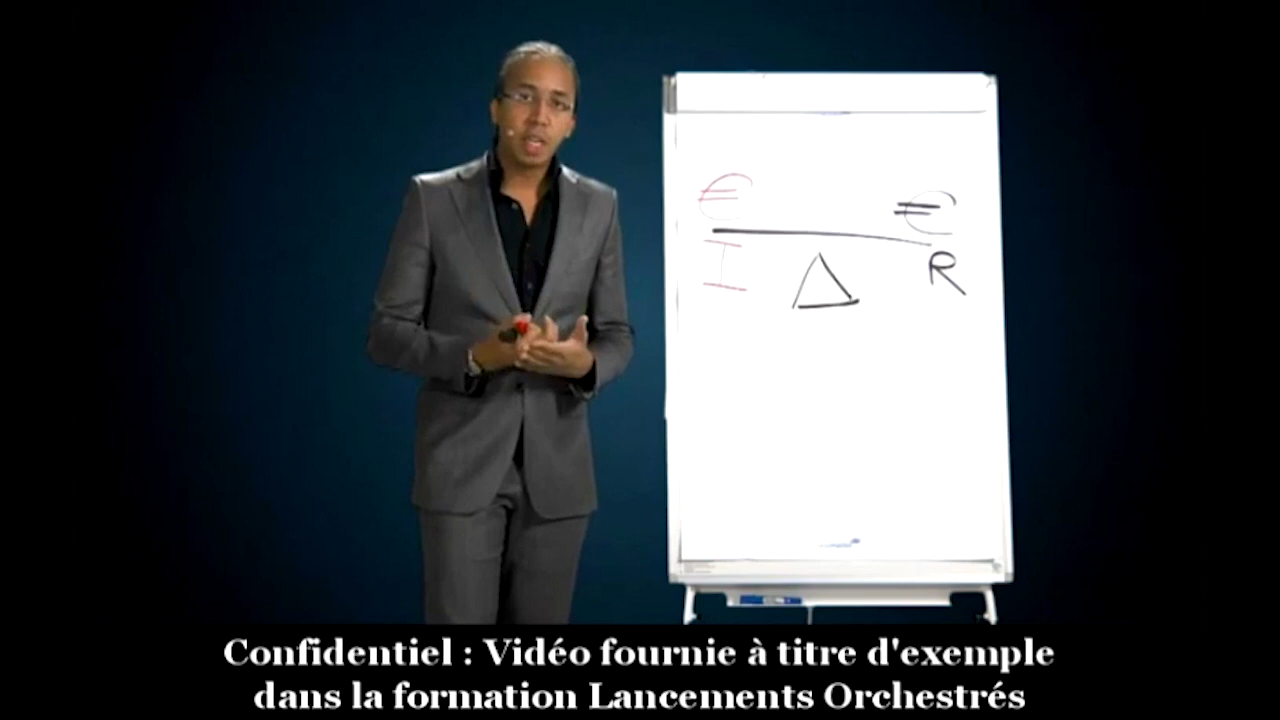 € €
I Δ R
Confidentiel : Vidéo fournie à titre d'exemple
dans la formation Lancements Orchestrés